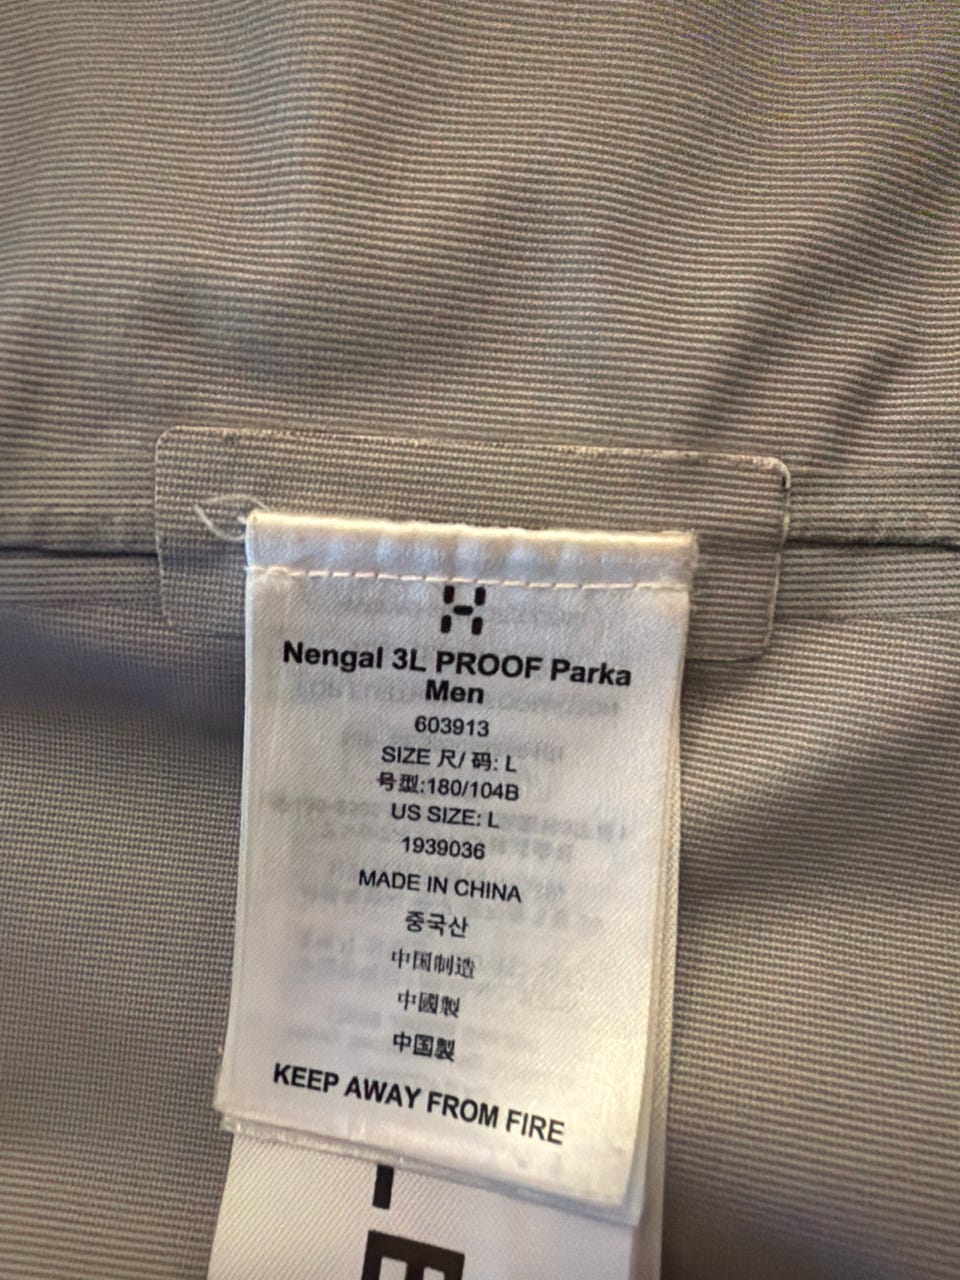 Nengal 3L PROOF Parka
Men
603913
SIZE 尺/ 码: L
号型:180/104B
US SIZE: L
1939036
MADE IN CHINA
중국산
中国制造
中國製
中国製
KEEP AWAY FROM FIRE